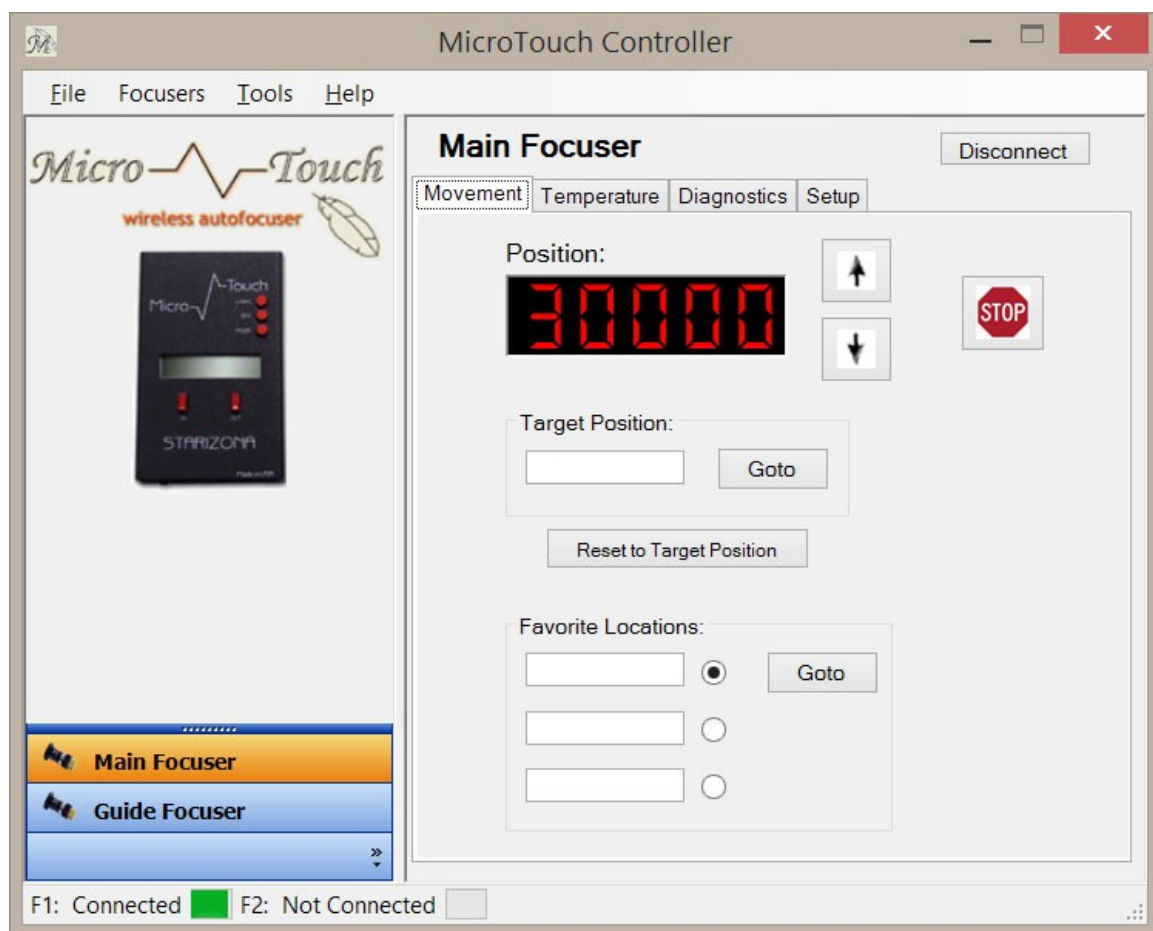 MicroTouch Controller
File Focusers Tools Help
Micro Touch
wireless autofocuser
Micro Touch
STARIZONA
Main Focuser
Disconnect
Movement Temperature Diagnostics Setup
Position:
30000
STOP
Target Position:
Goto
Reset to Target Position
Favorite Locations:
Goto
Main Focuser
Guide Focuser
F1: Connected F2: Not Connected